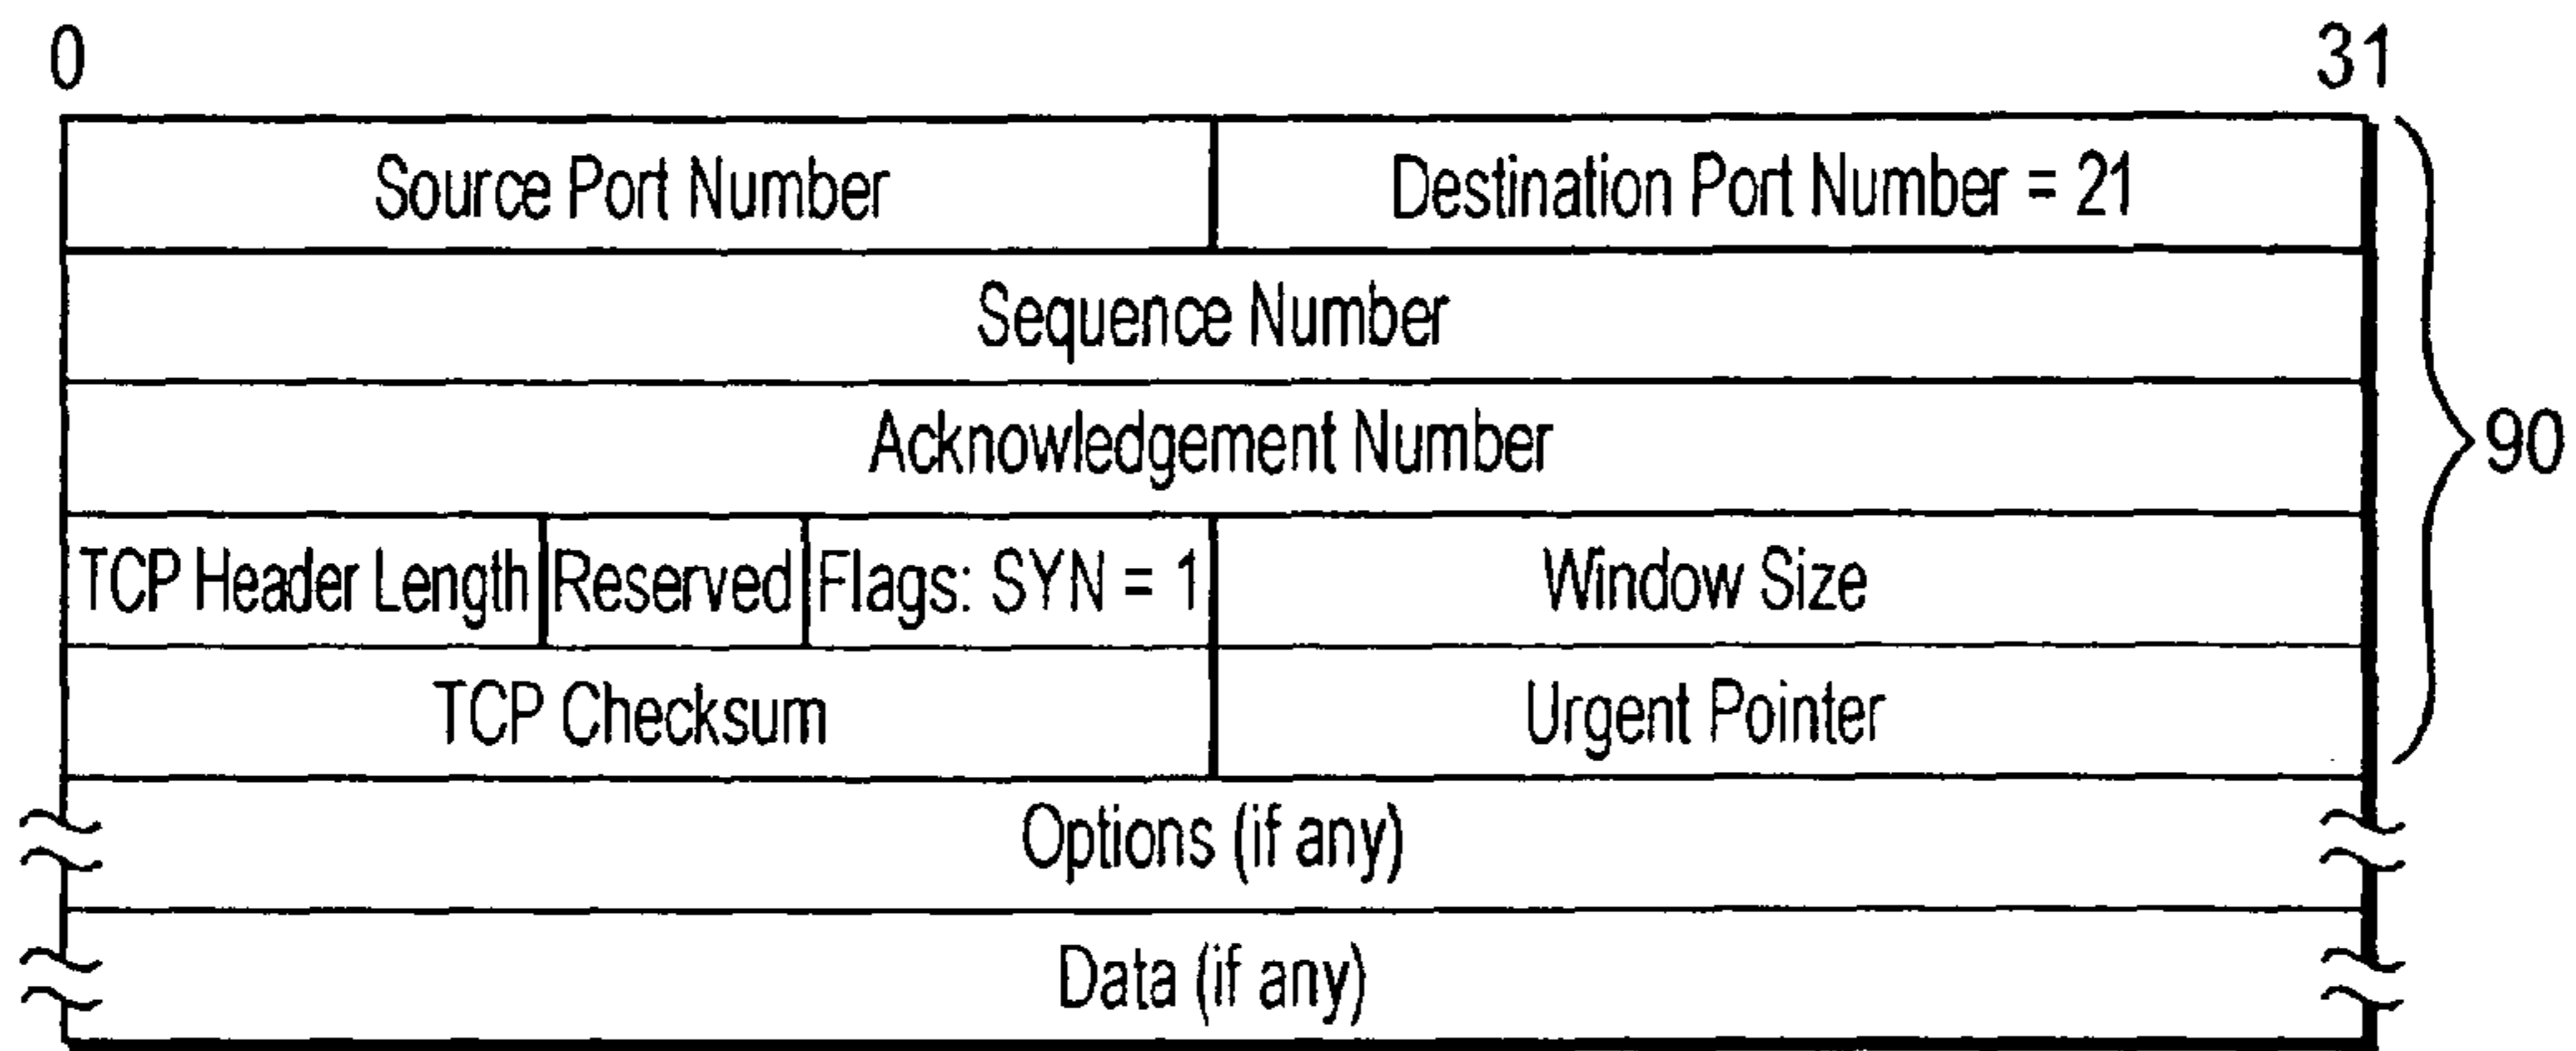 0 31
Source Port Number Destination Port Number = 21
Sequence Number
Acknowledgement Number
90
TCP Header Length Reserved Flags: SYN = 1 Window Size
TCP Checksum Urgent Pointer
Options (if any)
Data (if any)